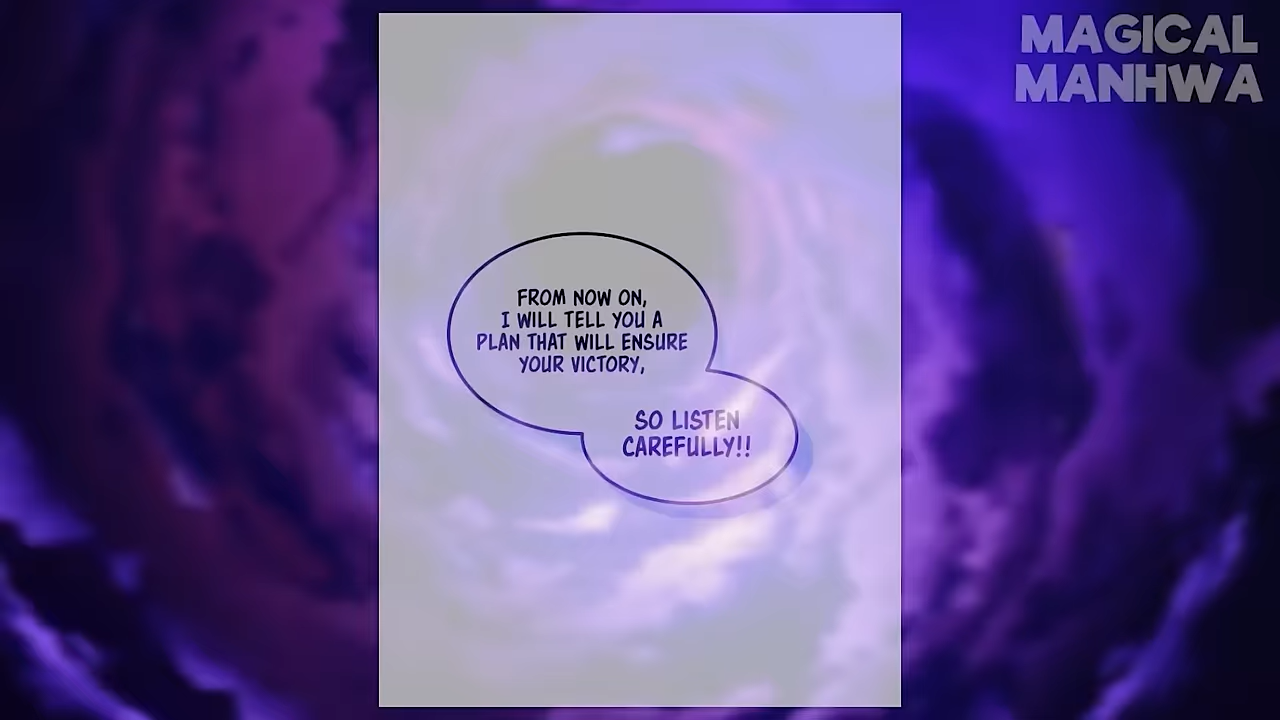 MAGICAL
MANHWA
FROM NOW ON,
I WILL TELL YOU A
PLAN THAT WILL ENSURE
YOUR VICTORY,
SO LISTEN
CAREFULLY!!